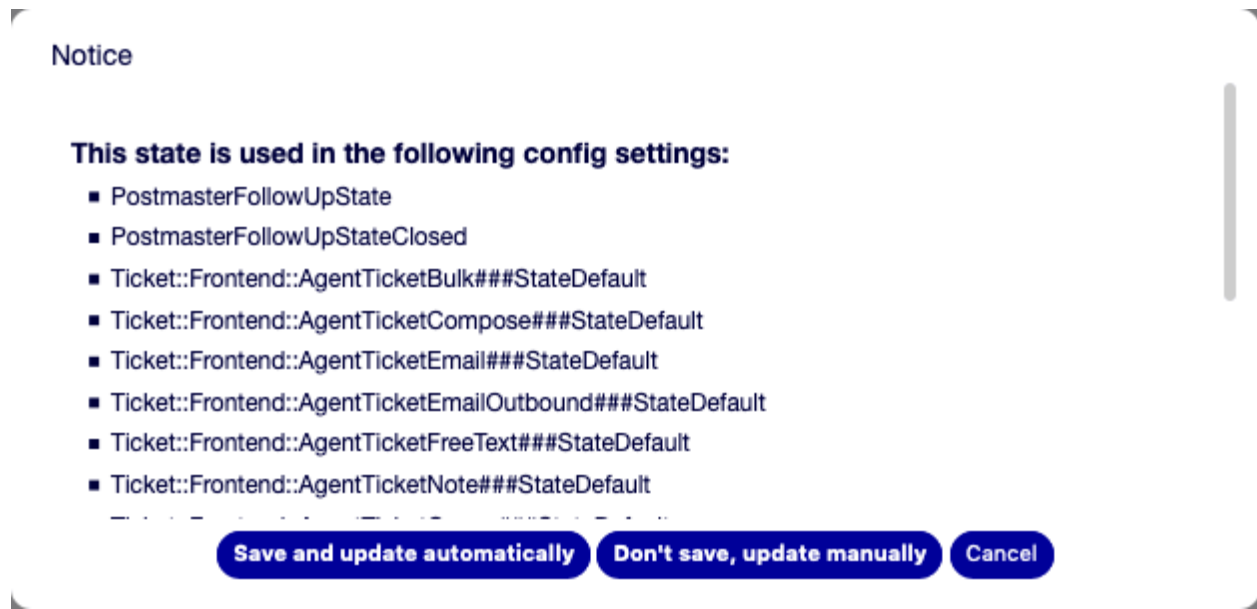 Notice
This state is used in the following config settings:
PostmasterFollowUpState
PostmasterFollowUpStateClosed
Ticket::Frontend::AgentTicketBulk###StateDefault
Ticket::Frontend::AgentTicketCompose###StateDefault
Ticket::Frontend::AgentTicketEmail###StateDefault
Ticket::Frontend::AgentTicketEmailOutbound###StateDefault
Ticket::Frontend::AgentTicketFreeText###StateDefault
Ticket::Frontend::AgentTicketNote###StateDefault
Save and update automatically Don't save, update manually Cancel